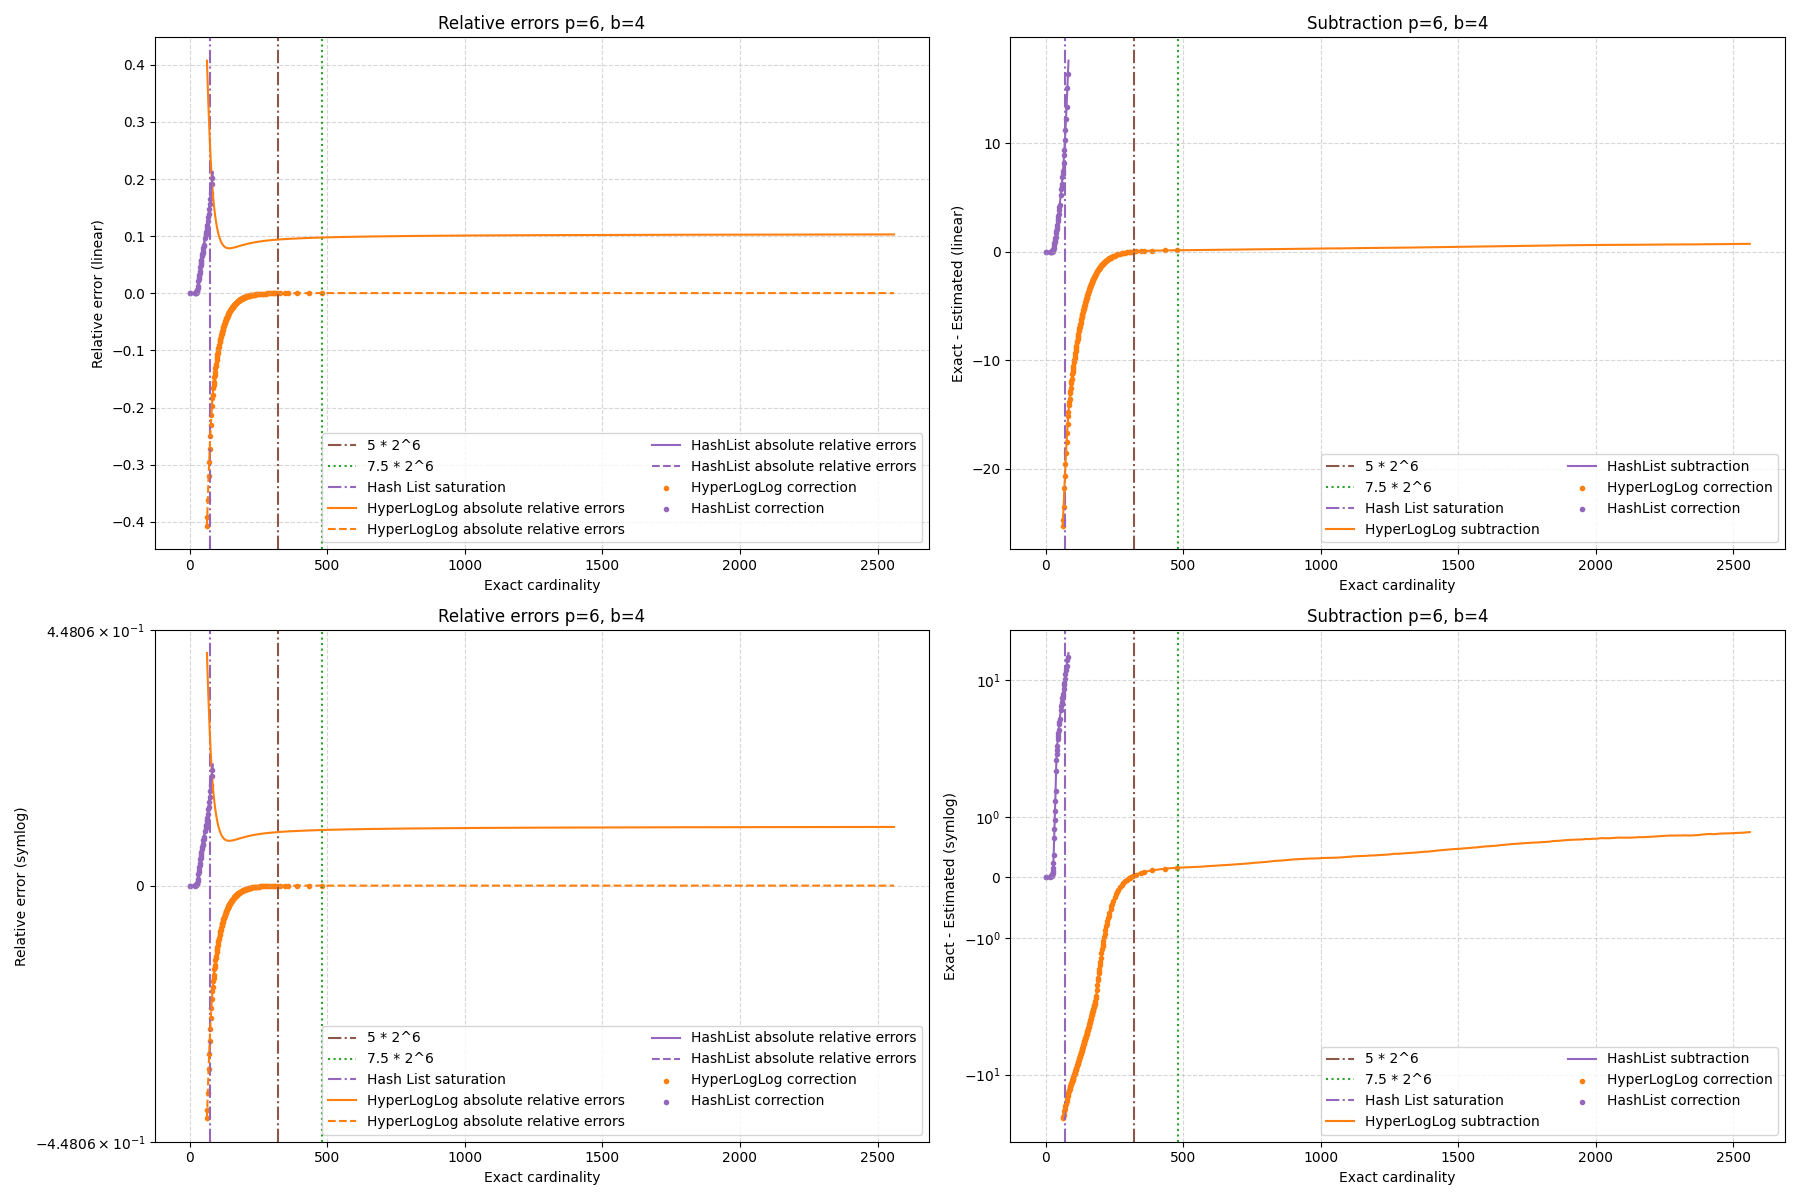 Relative errors p=6, b=4
Relative error (linear)
0.4
0.3
0.2
0.1
0.0
−0.1
−0.2
−0.3
−0.4
5 * 2^6
7.5 * 2^6
Hash List saturation
HyperLogLog absolute relative errors
HyperLogLog absolute relative errors
HashList absolute relative errors
HashList absolute relative errors
HyperLogLog correction
HashList correction
0 500 1000 1500 2000 2500
Exact cardinality
Subtraction p=6, b=4
Exact - Estimated (linear)
10
0
−10
−20
5 * 2^6
7.5 * 2^6
Hash List saturation
HyperLogLog subtraction
HashList subtraction
HyperLogLog correction
HashList correction
0 500 1000 1500 2000 2500
Exact cardinality
Relative errors p=6, b=4
Relative error (symlog)
4.4806 × 10⁻¹
0
−4.4806 × 10⁻¹
5 * 2^6
7.5 * 2^6
Hash List saturation
HyperLogLog absolute relative errors
HyperLogLog absolute relative errors
HashList absolute relative errors
HashList absolute relative errors
HyperLogLog correction
HashList correction
0 500 1000 1500 2000 2500
Exact cardinality
Subtraction p=6, b=4
Exact - Estimated (symlog)
10¹
10⁰
0
−10⁰
−10¹
5 * 2^6
7.5 * 2^6
Hash List saturation
HyperLogLog subtraction
HashList subtraction
HyperLogLog correction
HashList correction
0 500 1000 1500 2000 2500
Exact cardinality